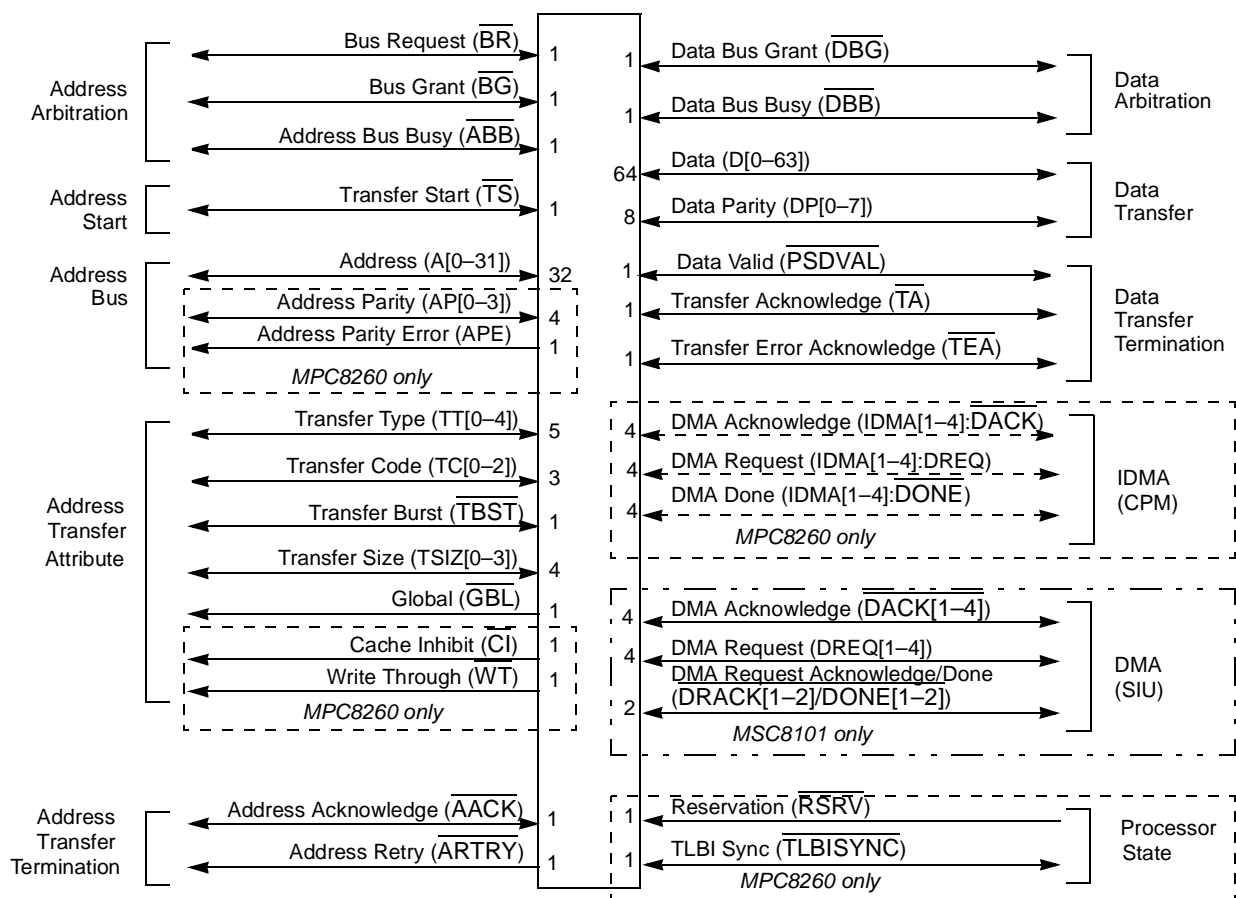 Address
Arbitration
Bus Request (BR)
1
Bus Grant (BG)
1
Address Bus Busy (ABB)
1
Address
Start
Transfer Start (TS)
1
Address
Bus
Address (A[0–31])
32
Address Parity (AP[0–3])
4
Address Parity Error (APE)
1
MPC8260 only
Address
Transfer
Attribute
Transfer Type (TT[0–4])
5
Transfer Code (TC[0–2])
3
Transfer Burst (TBST)
1
Transfer Size (TSIZ[0–3])
4
Global (GBL)
1
Cache Inhibit (CI)
1
Write Through (WT)
1
MPC8260 only
Address
Transfer
Termination
Address Acknowledge (AACK)
1
Address Retry (ARTRY)
1
1
Data Bus Grant (DBG)
1
Data Bus Busy (DBB)
Data
Arbitration
64
Data (D[0–63])
8
Data Parity (DP[0–7])
Data
Transfer
1
Data Valid (PSDVAL)
1
Transfer Acknowledge (TA)
1
Transfer Error Acknowledge (TEA)
Data
Transfer
Termination
4
DMA Acknowledge (IDMA[1–4]:DACK)
4
DMA Request (IDMA[1–4]:DREQ)
4
DMA Done (IDMA[1–4]:DONE)
MPC8260 only
IDMA
(CPM)
4
DMA Acknowledge (DACK[1–4])
4
DMA Request (DREQ[1–4])
DMA Request Acknowledge/Done
2
(DRACK[1–2]/DONE[1–2])
MSC8101 only
DMA
(SIU)
1
Reservation (RSRV)
1
TLBI Sync (TLBISYNC)
MPC8260 only
Processor
State